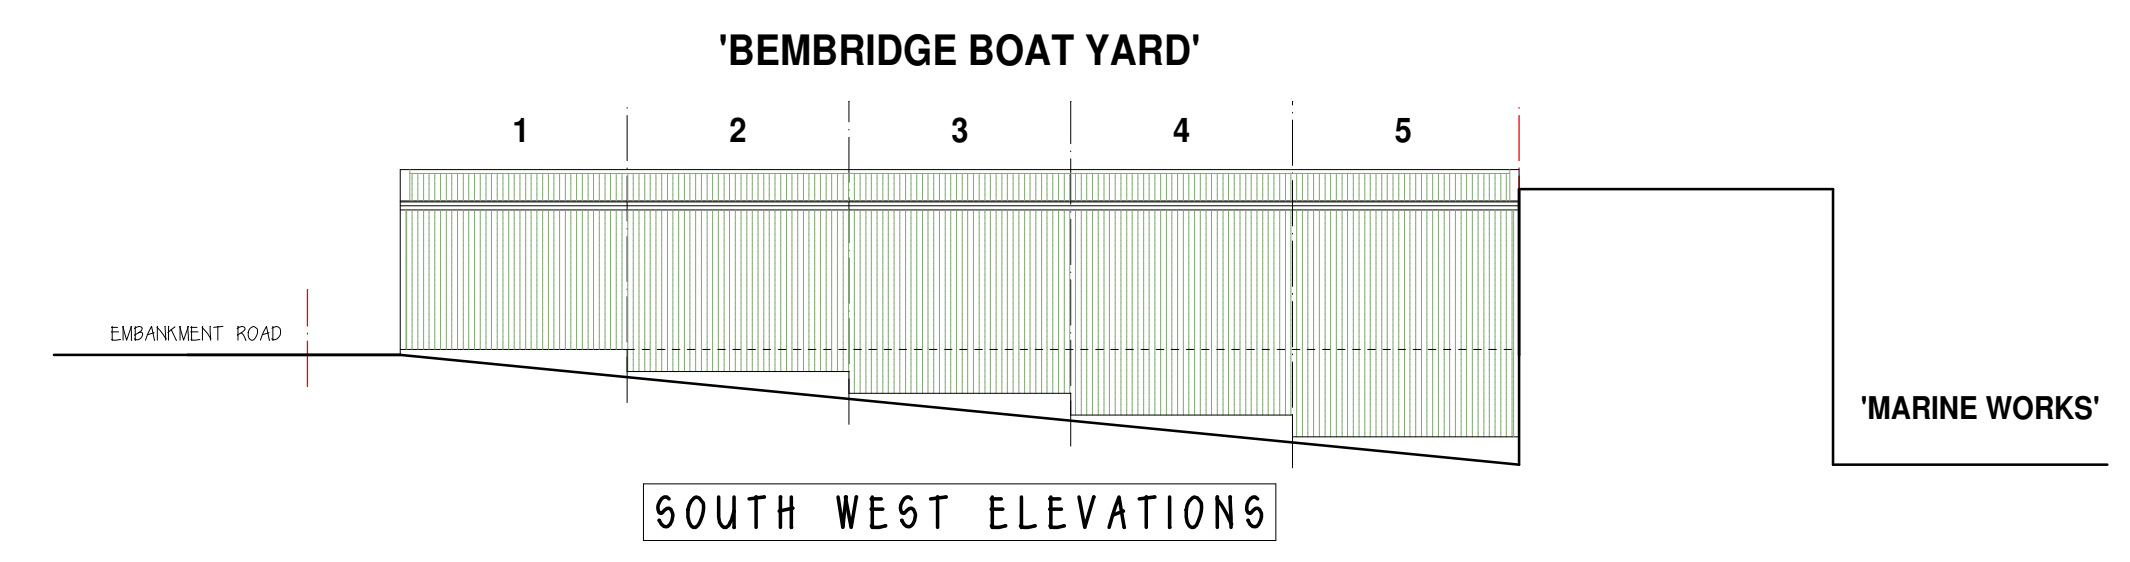 'BEMBRIDGE BOAT YARD'
1 2 3 4 5
EMBANKMENT ROAD
'MARINE WORKS'
SOUTH WEST ELEVATIONS